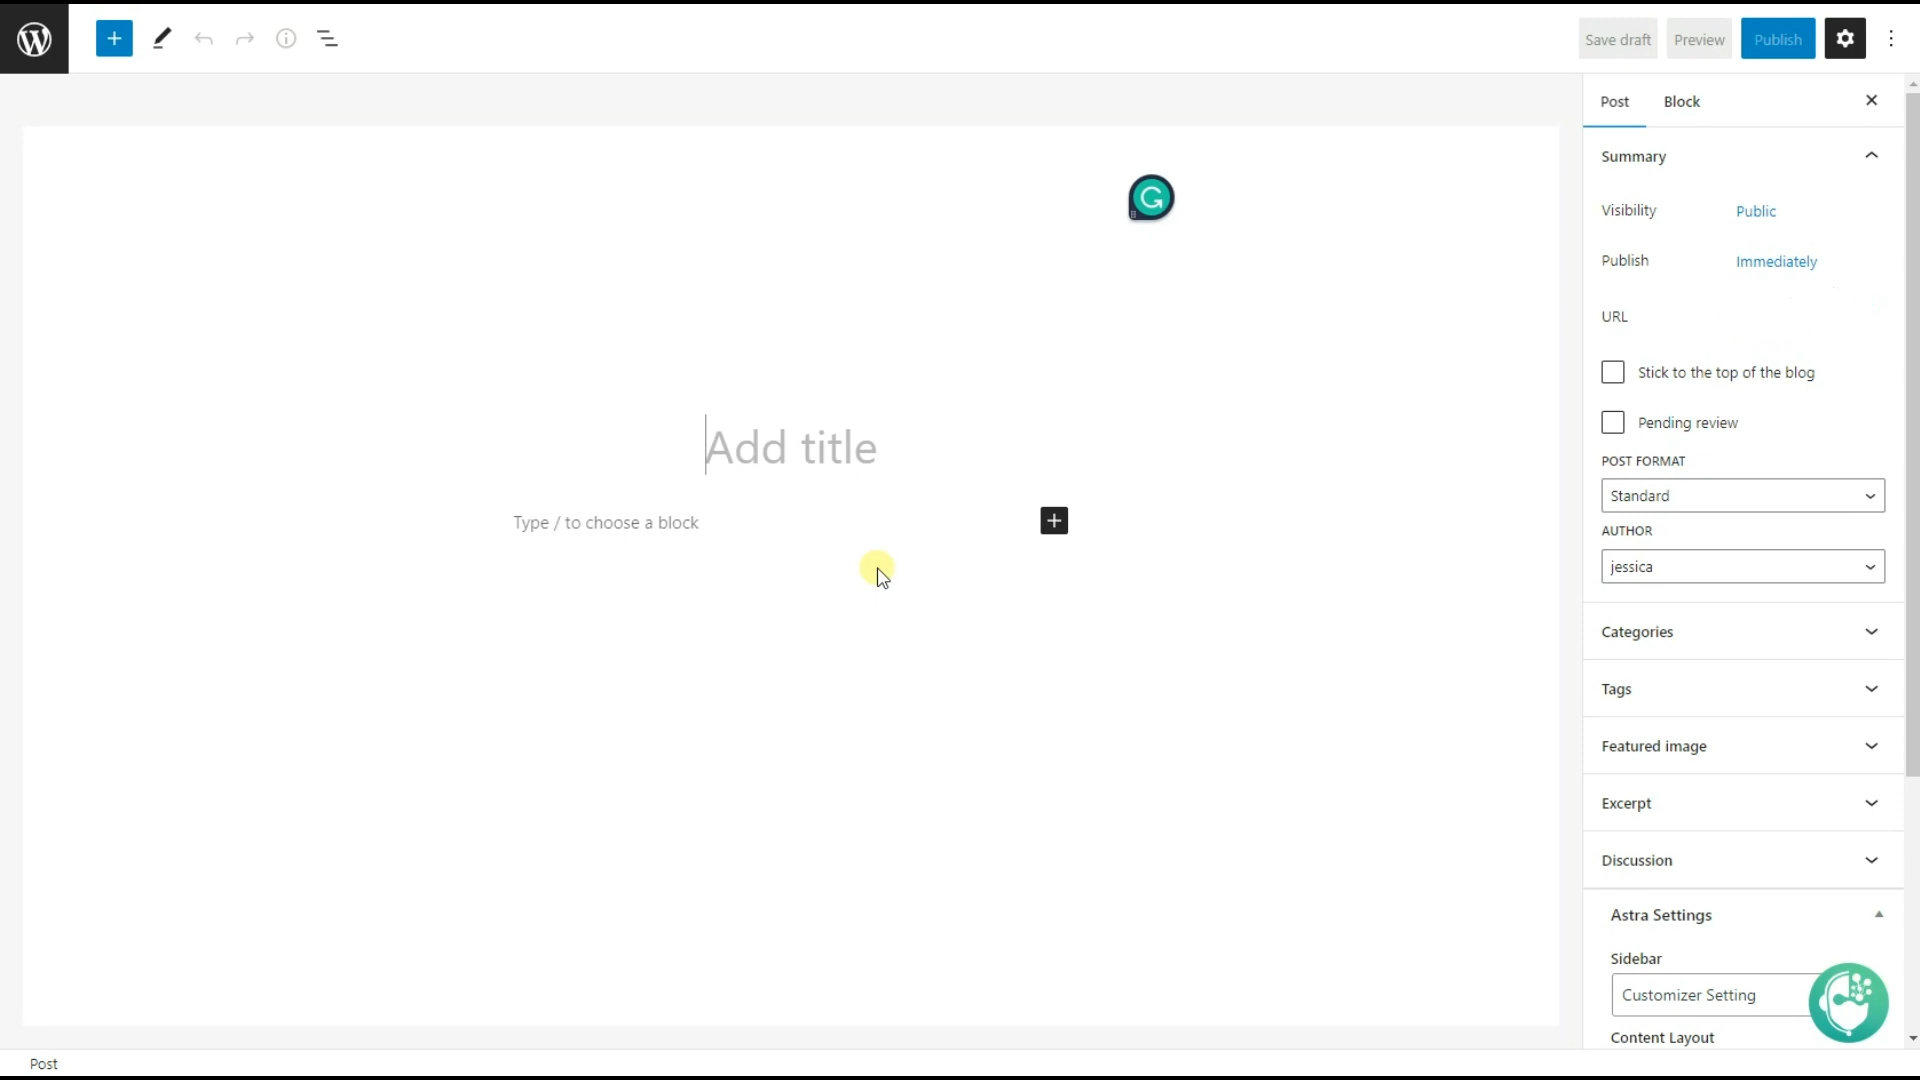 Save draft
Preview
Publish
Post
Block
Summary
Visibility
Public
Publish
Immediately
URL
Stick to the top of the blog
Pending review
POST FORMAT
Standard
AUTHOR
jessica
Categories
Tags
Featured image
Excerpt
Discussion
Astra Settings
Sidebar
Customizer Setting
Content Layout
Add title
Type / to choose a block
Post